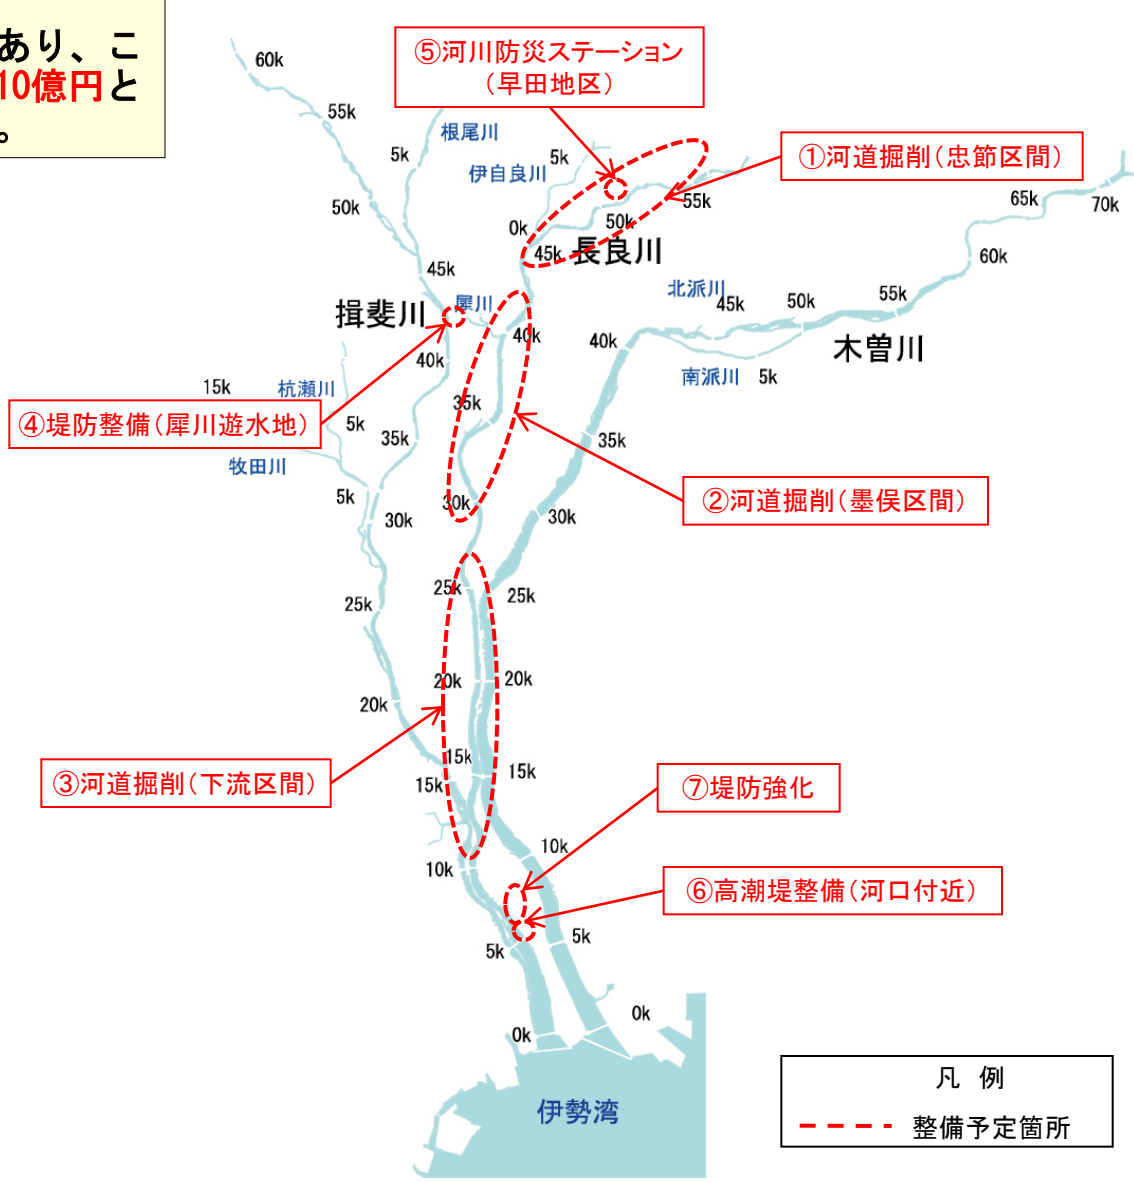 あり、こ
10億円と
。
⑤河川防災ステーション
（早田地区）
①河道掘削（忠節区間）
60k
55k
根尾川
5k
5k
伊自良川
50k
0k
50k
55k
45k
長良川
65k
70k
60k
45k
犀川
揖斐川
北派川
45k
50k
55k
40k
40k
木曽川
40k
南派川
5k
15k
杭瀬川
35k
④堤防整備（犀川遊水地）
5k
35k
35k
牧田川
②河道掘削（墨俣区間）
5k
30k
30k
30k
25k
25k
25k
20k
20k
20k
15k
15k
15k
③河道掘削（下流区間）
⑦堤防強化
10k
10k
⑥高潮堤整備（河口付近）
5k
5k
0k
0k
伊勢湾
凡 例
整備予定箇所